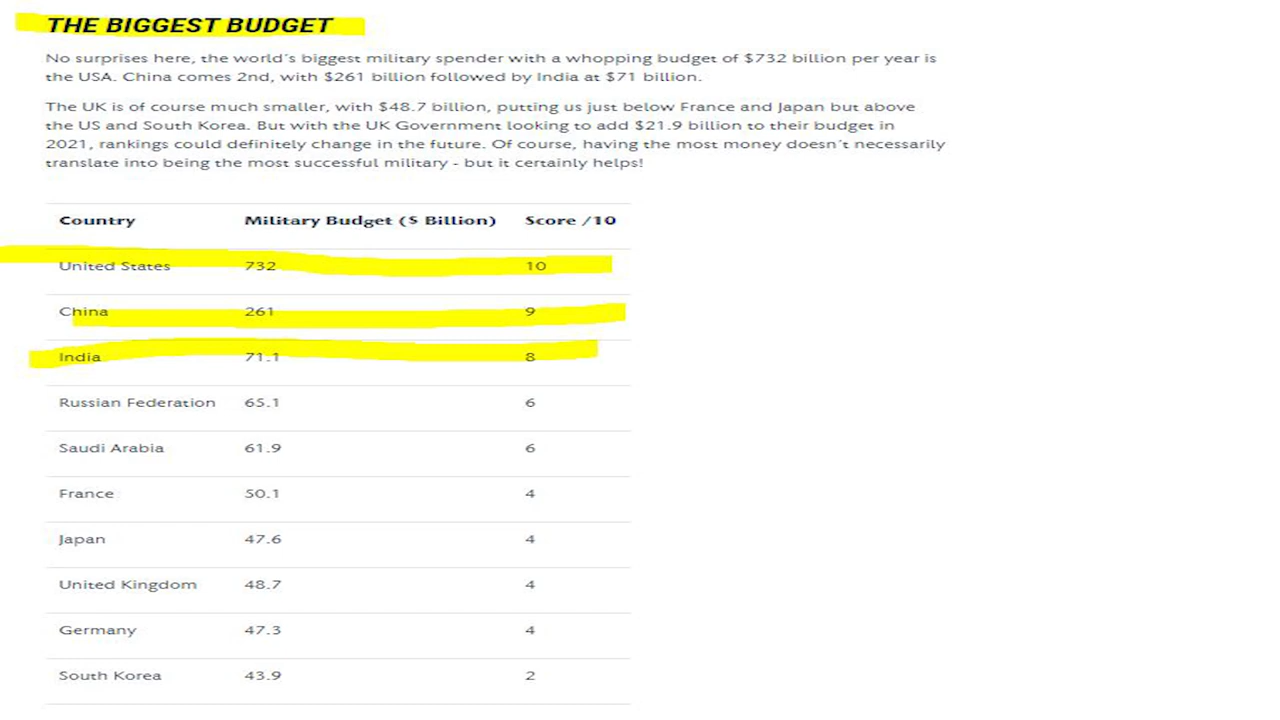 THE BIGGEST BUDGET
No surprises here, the world's biggest military spender with a whopping budget of $732 billion per year is
the USA. China comes 2nd, with $261 billion followed by India at $71 billion.
The UK is of course much smaller, with $48.7 billion, putting us just below France and Japan but above
the US and South Korea. But with the UK Government looking to add $21.9 billion to their budget in
2021, rankings could definitely change in the future. Of course, having the most money doesn't necessarily
translate into being the most successful military - but it certainly helps!
Country Military Budget ($ Billion) Score /10
United States 732 10
China 261 9
India 71.1 8
Russian Federation 65.1 6
Saudi Arabia 61.9 6
France 50.1 4
Japan 47.6 4
United Kingdom 48.7 4
Germany 47.3 4
South Korea 43.9 2